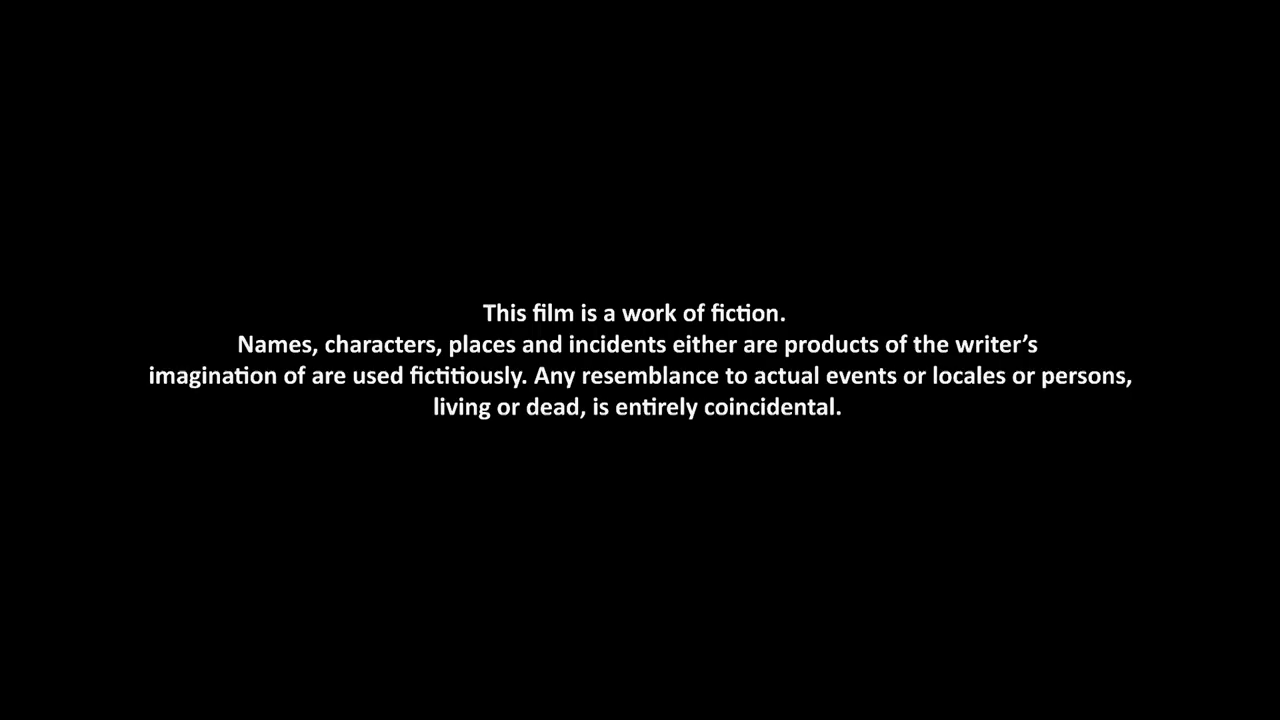 This film is a work of fiction.
Names, characters, places and incidents either are products of the writer’s
imagination of are used fictitiously. Any resemblance to actual events or locales or persons,
living or dead, is entirely coincidental.